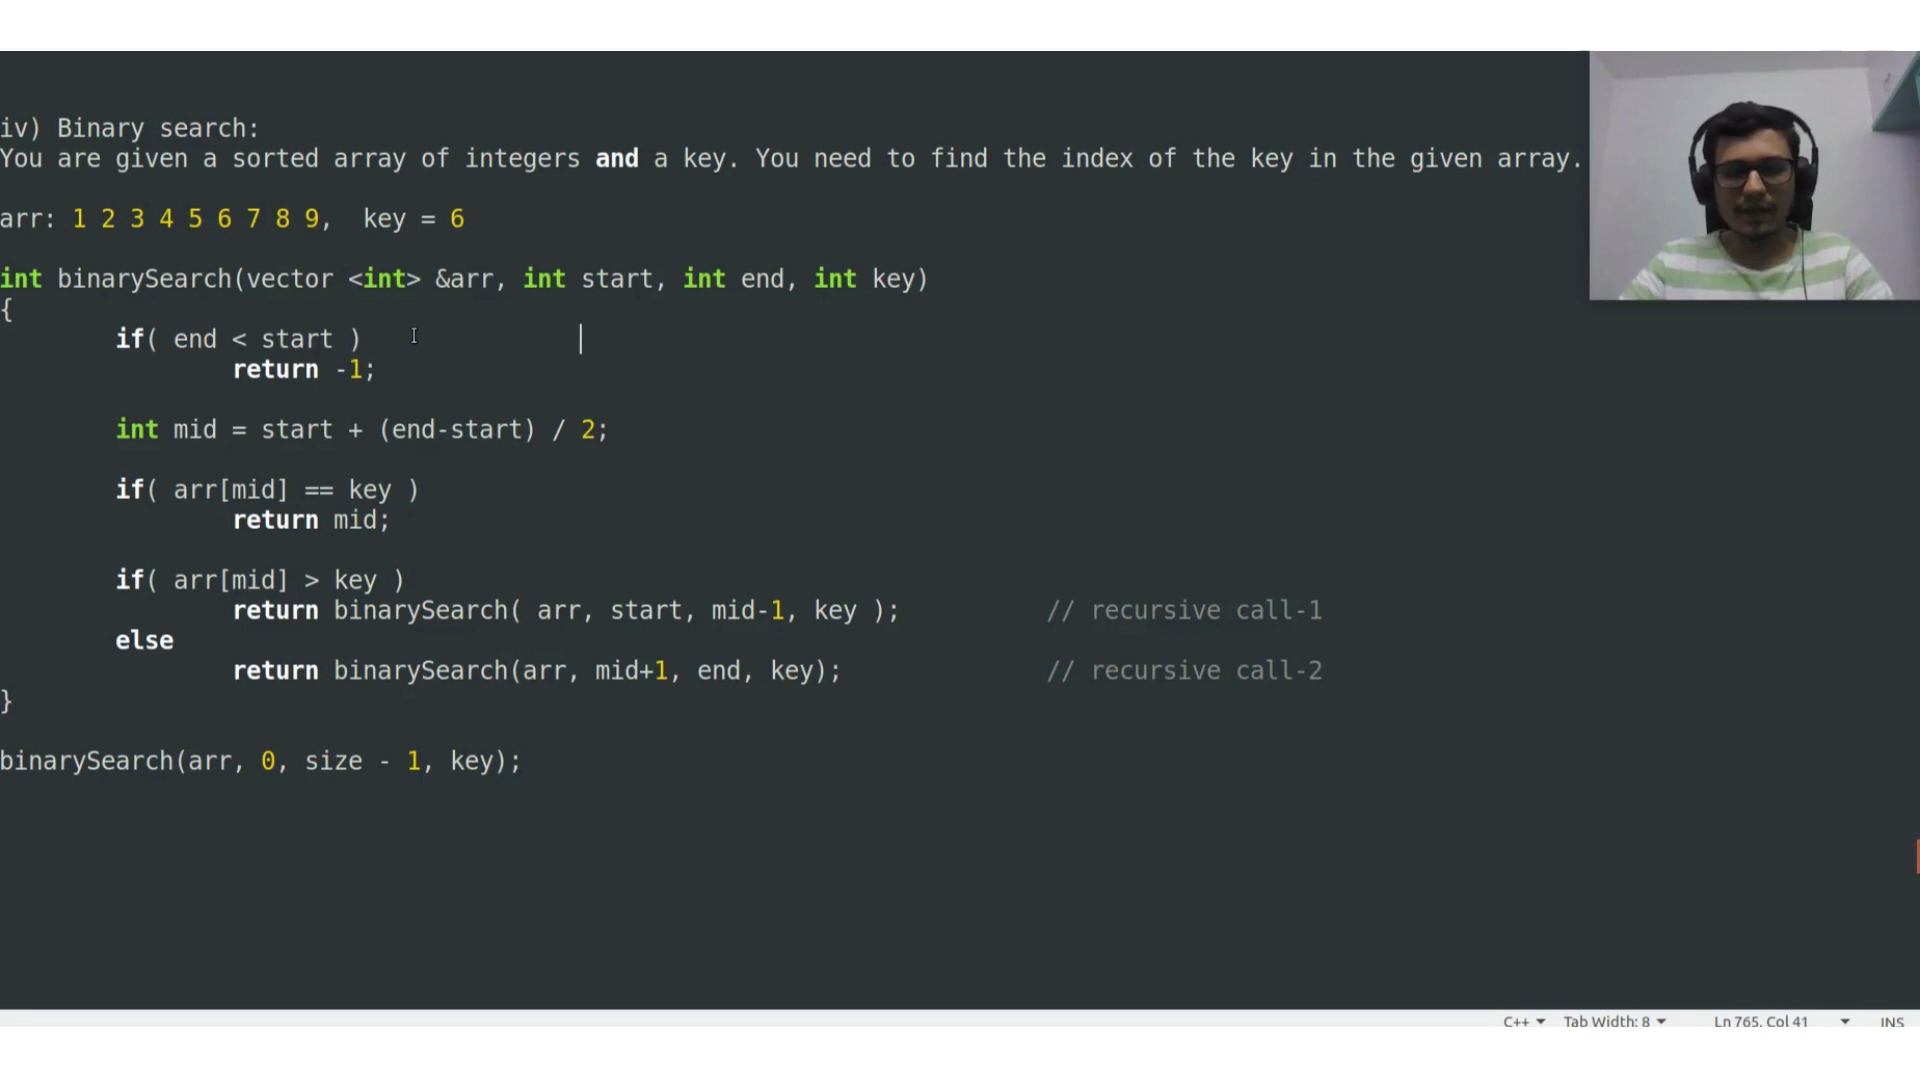 iv) Binary search:
You are given a sorted array of integers and a key. You need to find the index of the key in the given array.
arr: 1 2 3 4 5 6 7 8 9,  key = 6
int binarySearch(vector <int> &arr, int start, int end, int key)
{
if( end < start )
return -1;
int mid = start + (end-start) / 2;
if( arr[mid] == key )
return mid;
if( arr[mid] > key )
return binarySearch( arr, start, mid-1, key ); // recursive call-1
else
return binarySearch(arr, mid+1, end, key); // recursive call-2
}
binarySearch(arr, 0, size - 1, key);
C++ Tab Width: 8 Ln 765, Col 41 INS